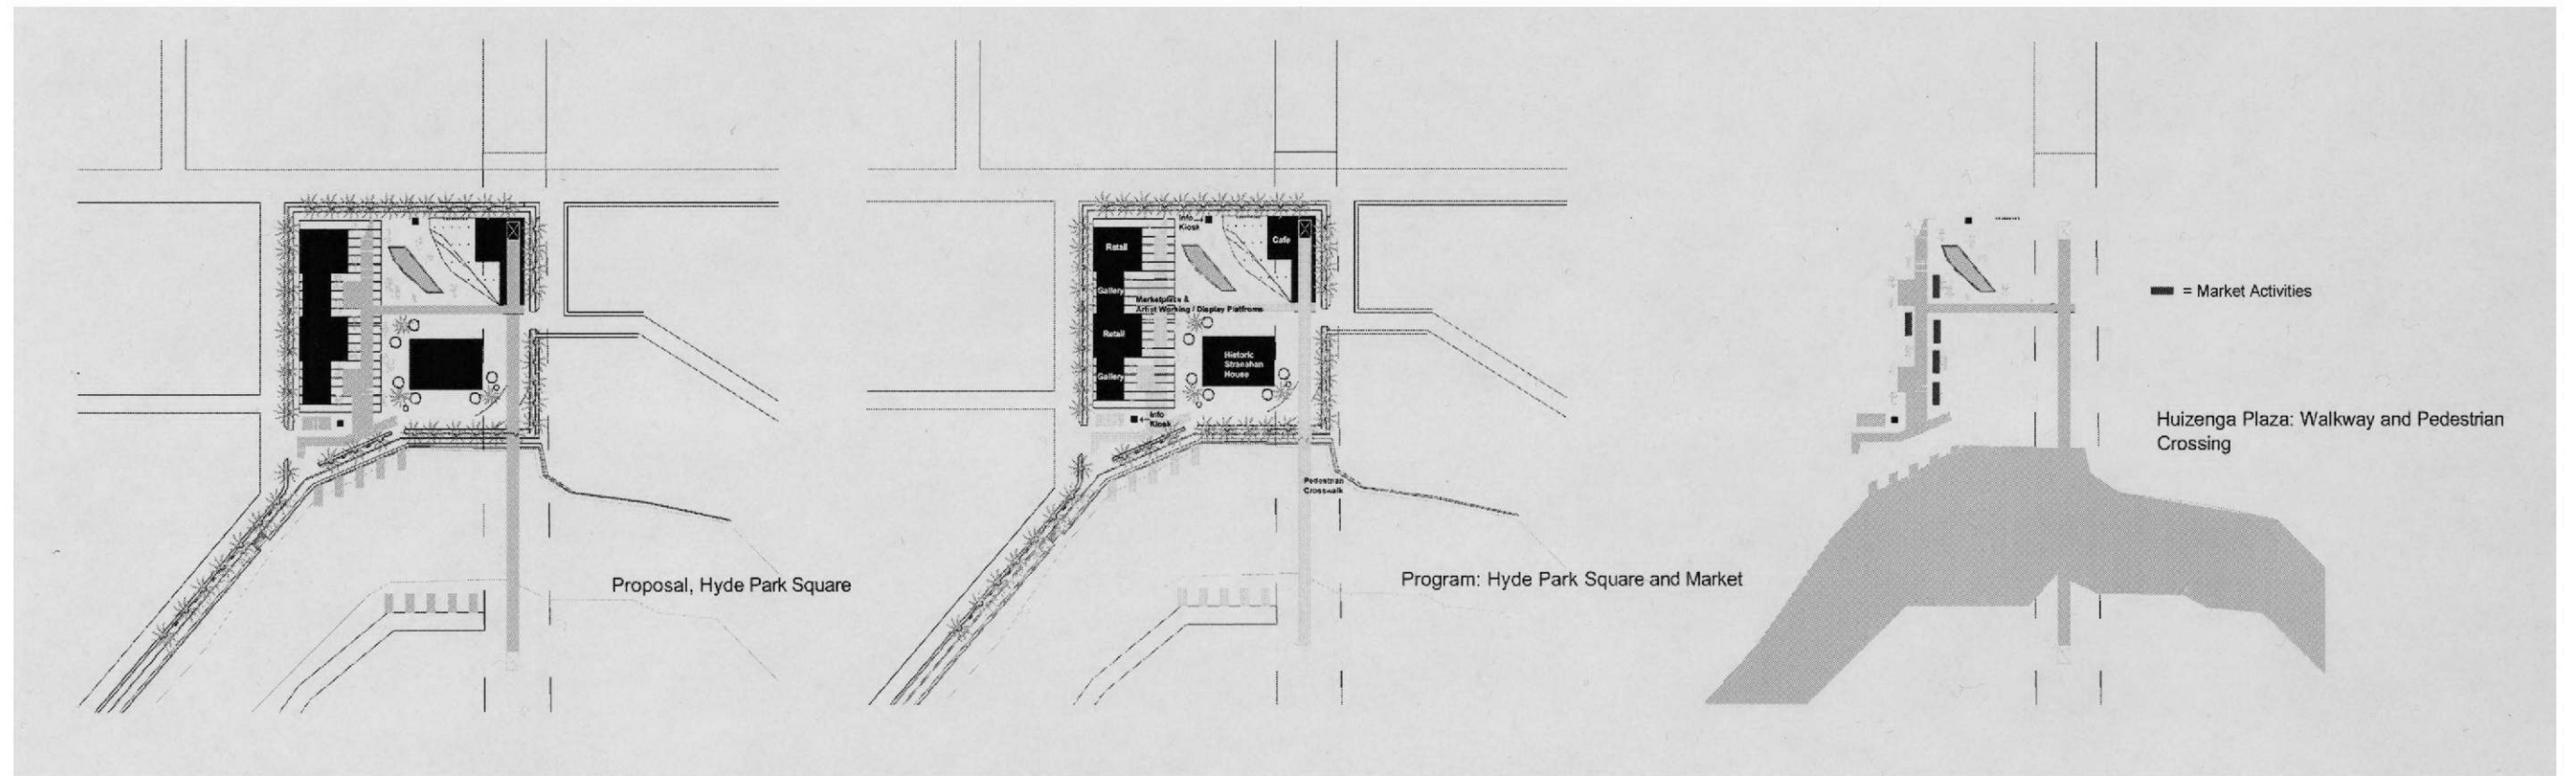 Proposal, Hyde Park Square
Info
Kiosk
Retail
Cafe
Gallery
Marketplace &
Artist Working / Display Platfroms
Retail
Historic
Stranahan
House
Gallery
Info
Kiosk
Pedestrian
Crosswalk
Program: Hyde Park Square and Market
= Market Activities
Huizenga Plaza: Walkway and Pedestrian
Crossing